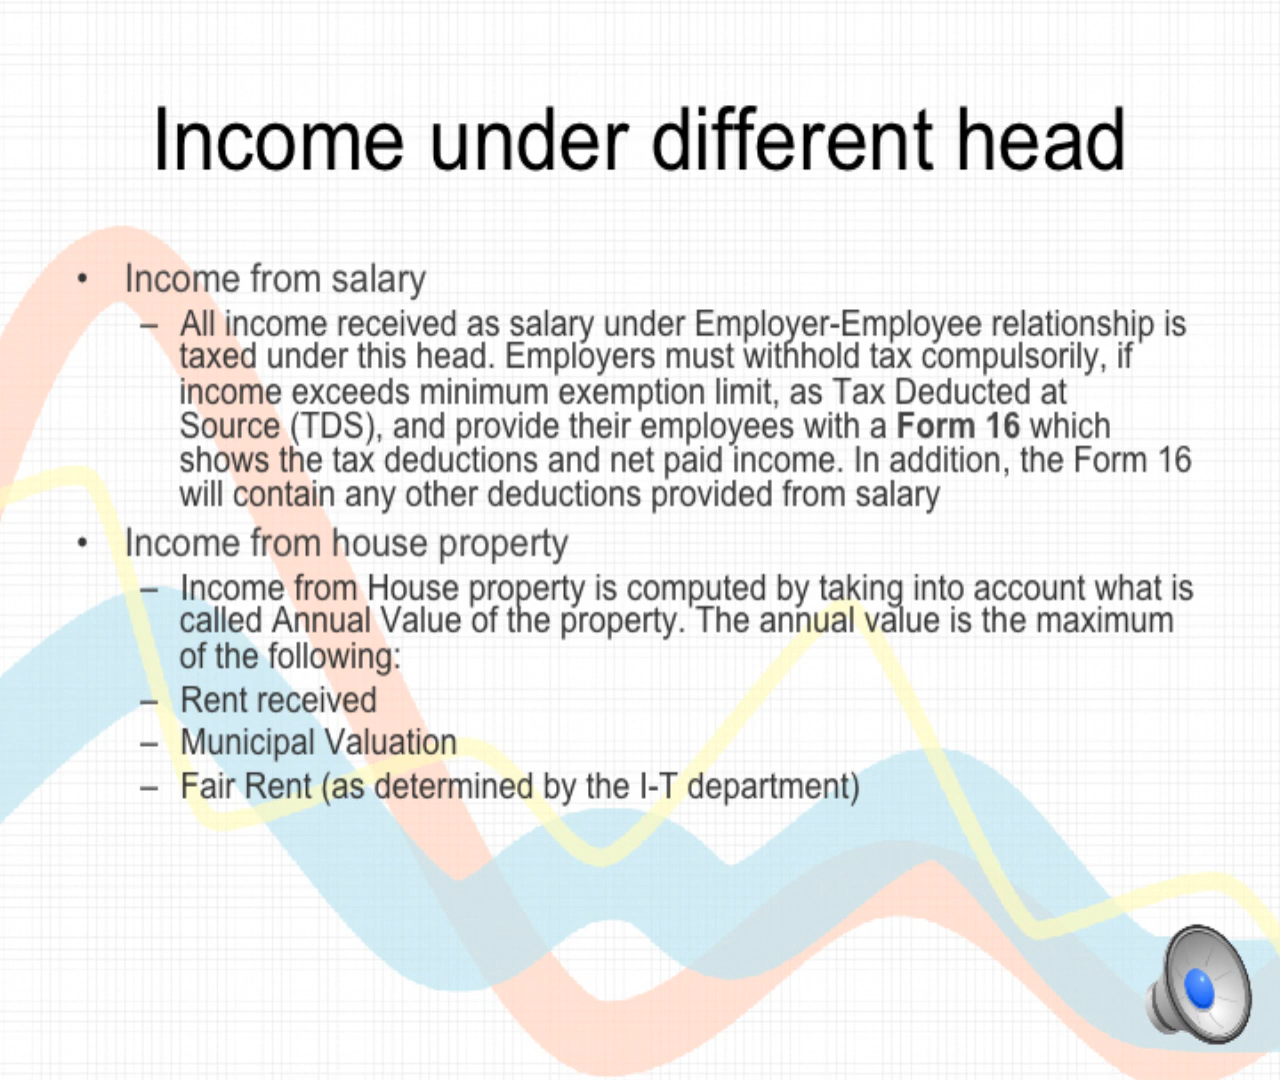 Income under different head
• Income from salary
– All income received as salary under Employer-Employee relationship is
taxed under this head. Employers must withhold tax compulsorily, if
income exceeds minimum exemption limit, as Tax Deducted at
Source (TDS), and provide their employees with a Form 16 which
shows the tax deductions and net paid income. In addition, the Form 16
will contain any other deductions provided from salary
• Income from house property
– Income from House property is computed by taking into account what is
called Annual Value of the property. The annual value is the maximum
of the following:
– Rent received
– Municipal Valuation
– Fair Rent (as determined by the I-T department)